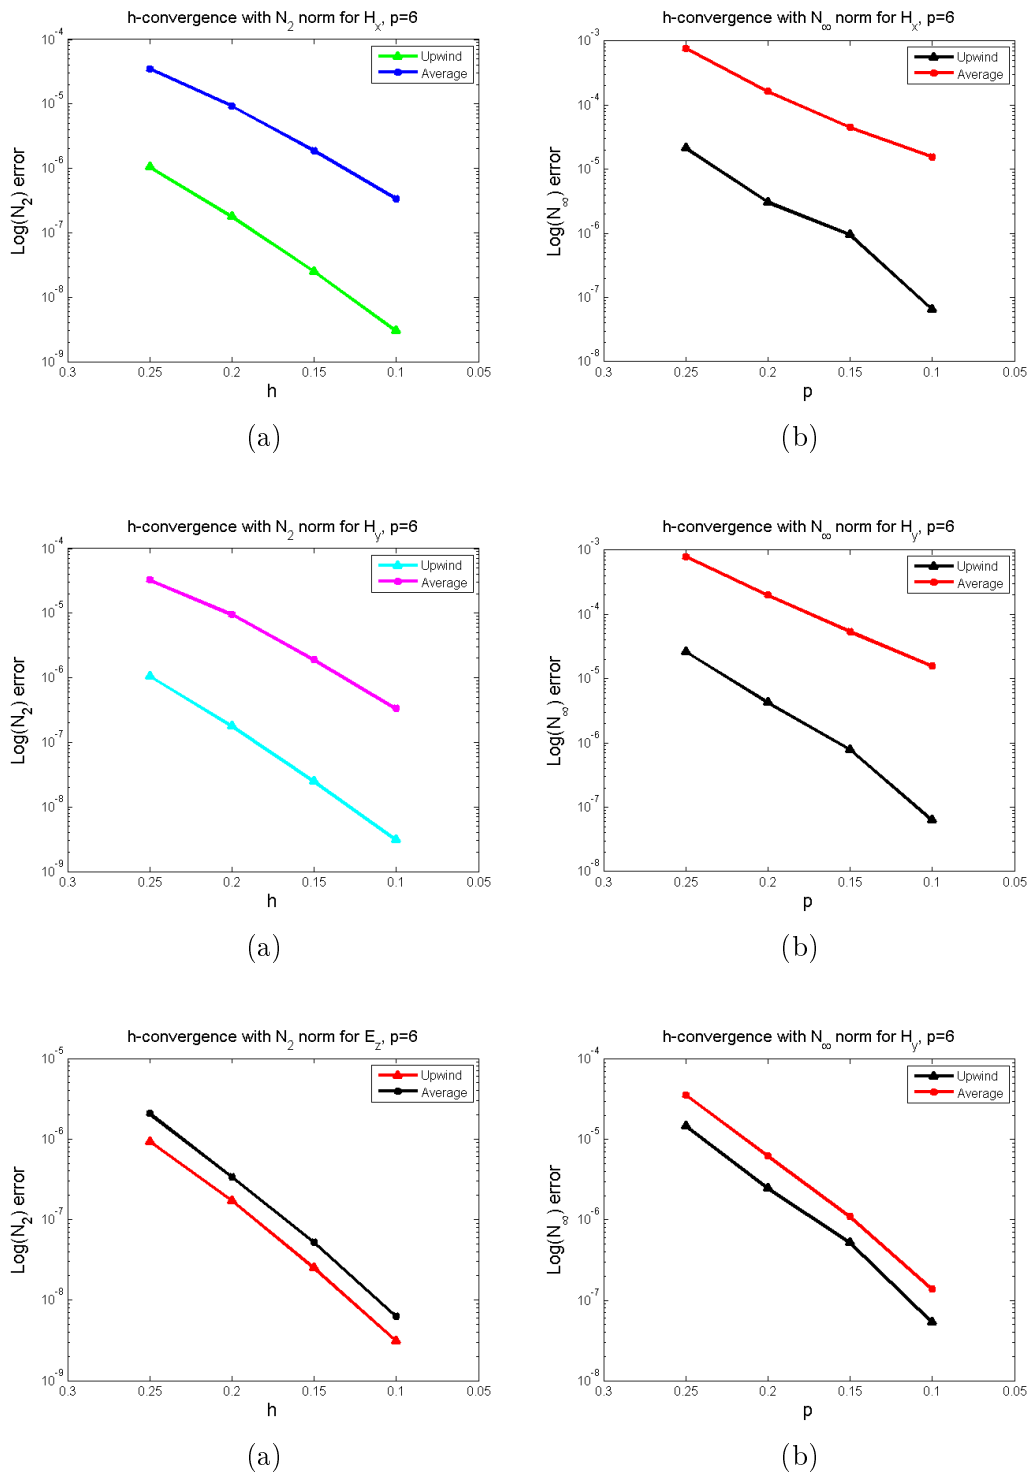 h-convergence with N2 norm for Hx, p=6
10^-4
10^-5
10^-6
10^-7
10^-8
10^-9
Log(N2) error
Upwind
Average
0.3 0.25 0.2 0.15 0.1 0.05
h
(a)
h-convergence with N∞ norm for Hx, p=6
10^-3
10^-4
10^-5
10^-6
10^-7
10^-8
Log(N∞) error
Upwind
Average
0.3 0.25 0.2 0.15 0.1 0.05
p
(b)
h-convergence with N2 norm for Hy, p=6
10^-4
10^-5
10^-6
10^-7
10^-8
10^-9
Log(N2) error
Upwind
Average
0.3 0.25 0.2 0.15 0.1 0.05
h
(a)
h-convergence with N∞ norm for Hy, p=6
10^-3
10^-4
10^-5
10^-6
10^-7
10^-8
Log(N∞) error
Upwind
Average
0.3 0.25 0.2 0.15 0.1 0.05
p
(b)
h-convergence with N2 norm for Ez, p=6
10^-5
10^-6
10^-7
10^-8
10^-9
Log(N2) error
Upwind
Average
0.3 0.25 0.2 0.15 0.1 0.05
h
(a)
h-convergence with N∞ norm for Hy, p=6
10^-4
10^-5
10^-6
10^-7
10^-8
Log(N∞) error
Upwind
Average
0.3 0.25 0.2 0.15 0.1 0.05
p
(b)